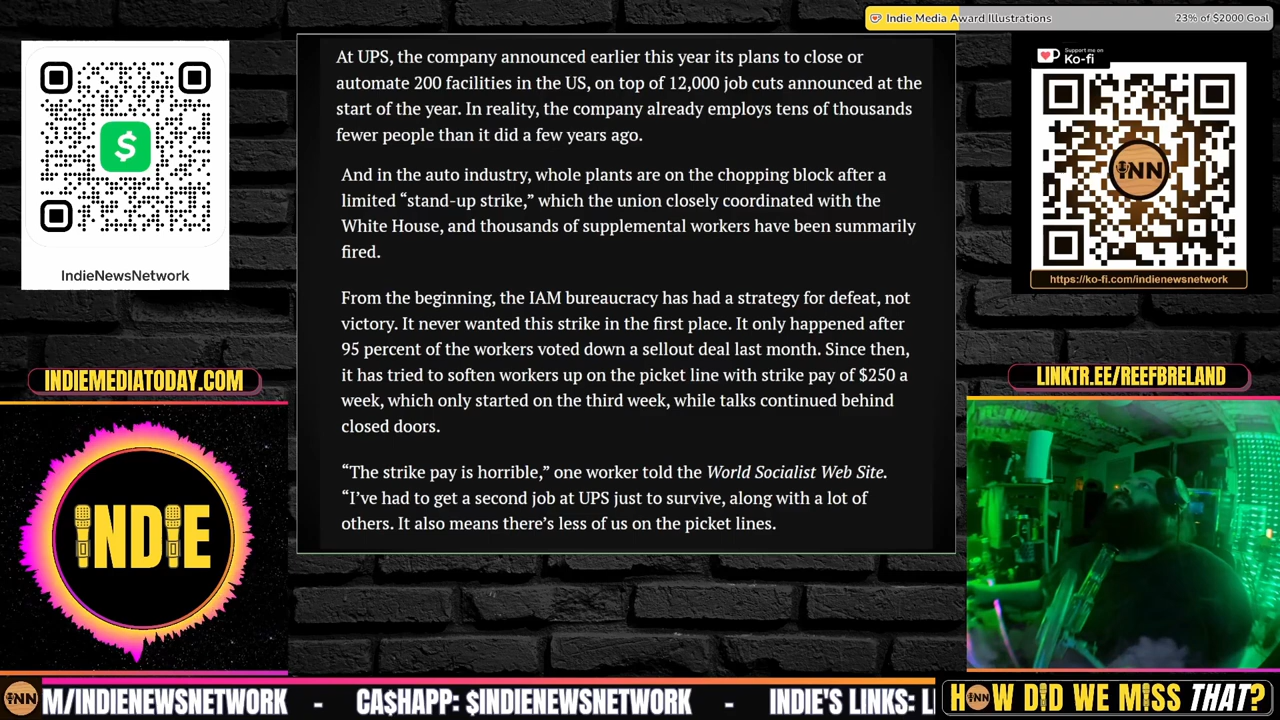 Indie Media Award Illustrations
23% of $2000 Goal
$
IndieNewsNetwork
At UPS, the company announced earlier this year its plans to close or
automate 200 facilities in the US, on top of 12,000 job cuts announced at the
start of the year. In reality, the company already employs tens of thousands
fewer people than it did a few years ago.
And in the auto industry, whole plants are on the chopping block after a
limited “stand-up strike,” which the union closely coordinated with the
White House, and thousands of supplemental workers have been summarily
fired.
From the beginning, the IAM bureaucracy has had a strategy for defeat, not
victory. It never wanted this strike in the first place. It only happened after
95 percent of the workers voted down a sellout deal last month. Since then,
it has tried to soften workers up on the picket line with strike pay of $250 a
week, which only started on the third week, while talks continued behind
closed doors.
“The strike pay is horrible,” one worker told the World Socialist Web Site.
“I’ve had to get a second job at UPS just to survive, along with a lot of
others. It also means there’s less of us on the picket lines.
Support me on
Ko-fi
INN
https://ko-fi.com/indienewsnetwork
INDIEMEDIATODAY.COM
LINKTR.EE/REEFBRELAND
INDIE
INN
M/INDIENEWSNETWORK - CA$HAPP: $INDIENEWSNETWORK - INDIE'S LINKS: LI
HOW DID WE MISS THAT?